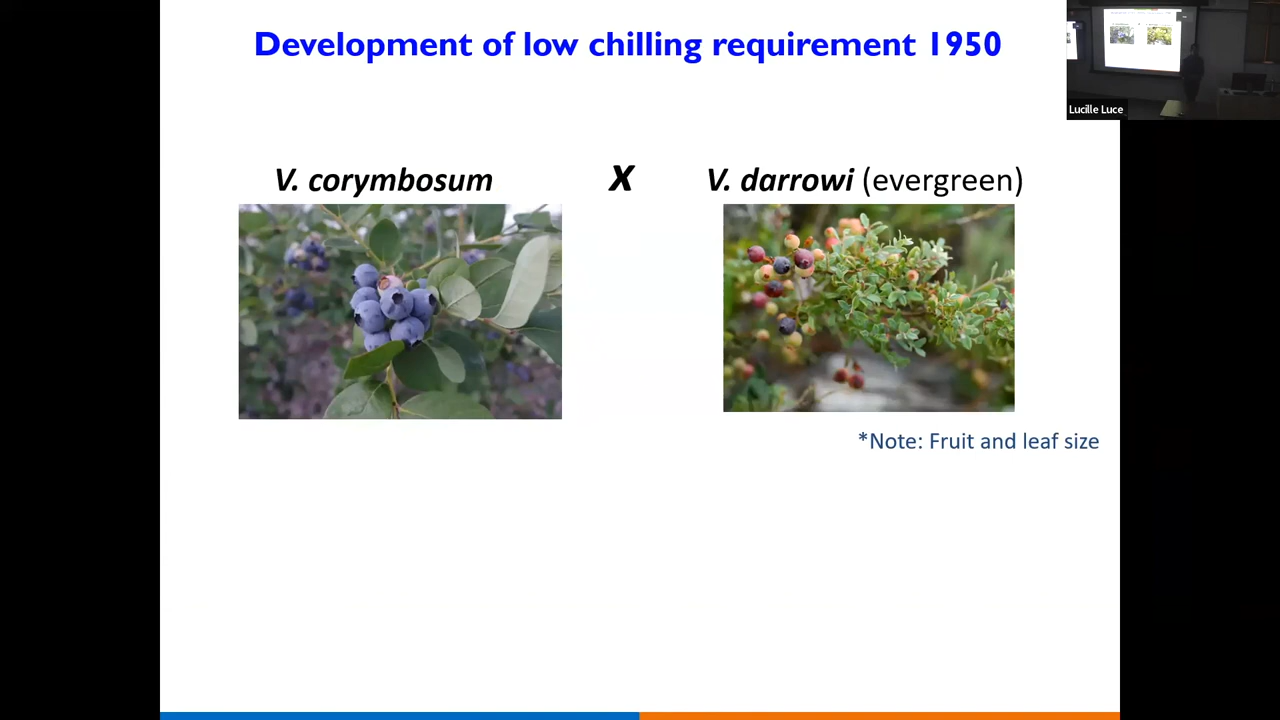 Development of low chilling requirement 1950
Lucille Luce
V. corymbosum X V. darrowi (evergreen)
*Note: Fruit and leaf size